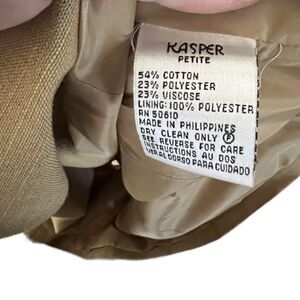 KASPER
PETITE
54% COTTON
23% POLYESTER
23% VISCOSE
LINING: 100% POLYESTER
RN 50610
MADE IN PHILIPPINES
DRY CLEAN ONLY Ⓟ
SEE REVERSE FOR CARE
INSTRUCTIONS AU DOS
VER AL DORSO PARA CUIDADO